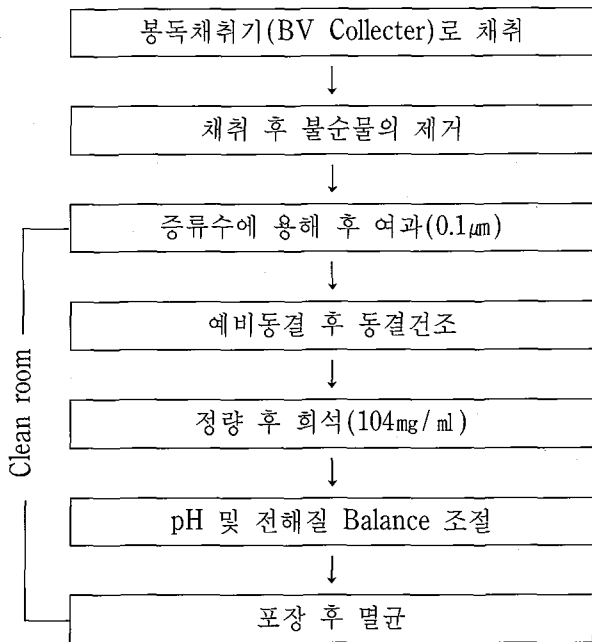 봉독채취기(BV Collecter)로 채취
↓
채취 후 불순물의 제거
↓
증류수에 용해 후 여과(0.1㎛)
↓
예비동결 후 동결건조
↓
정량 후 희석(104㎎/㎖)
↓
pH 및 전해질 Balance 조절
↓
포장 후 멸균
Clean room